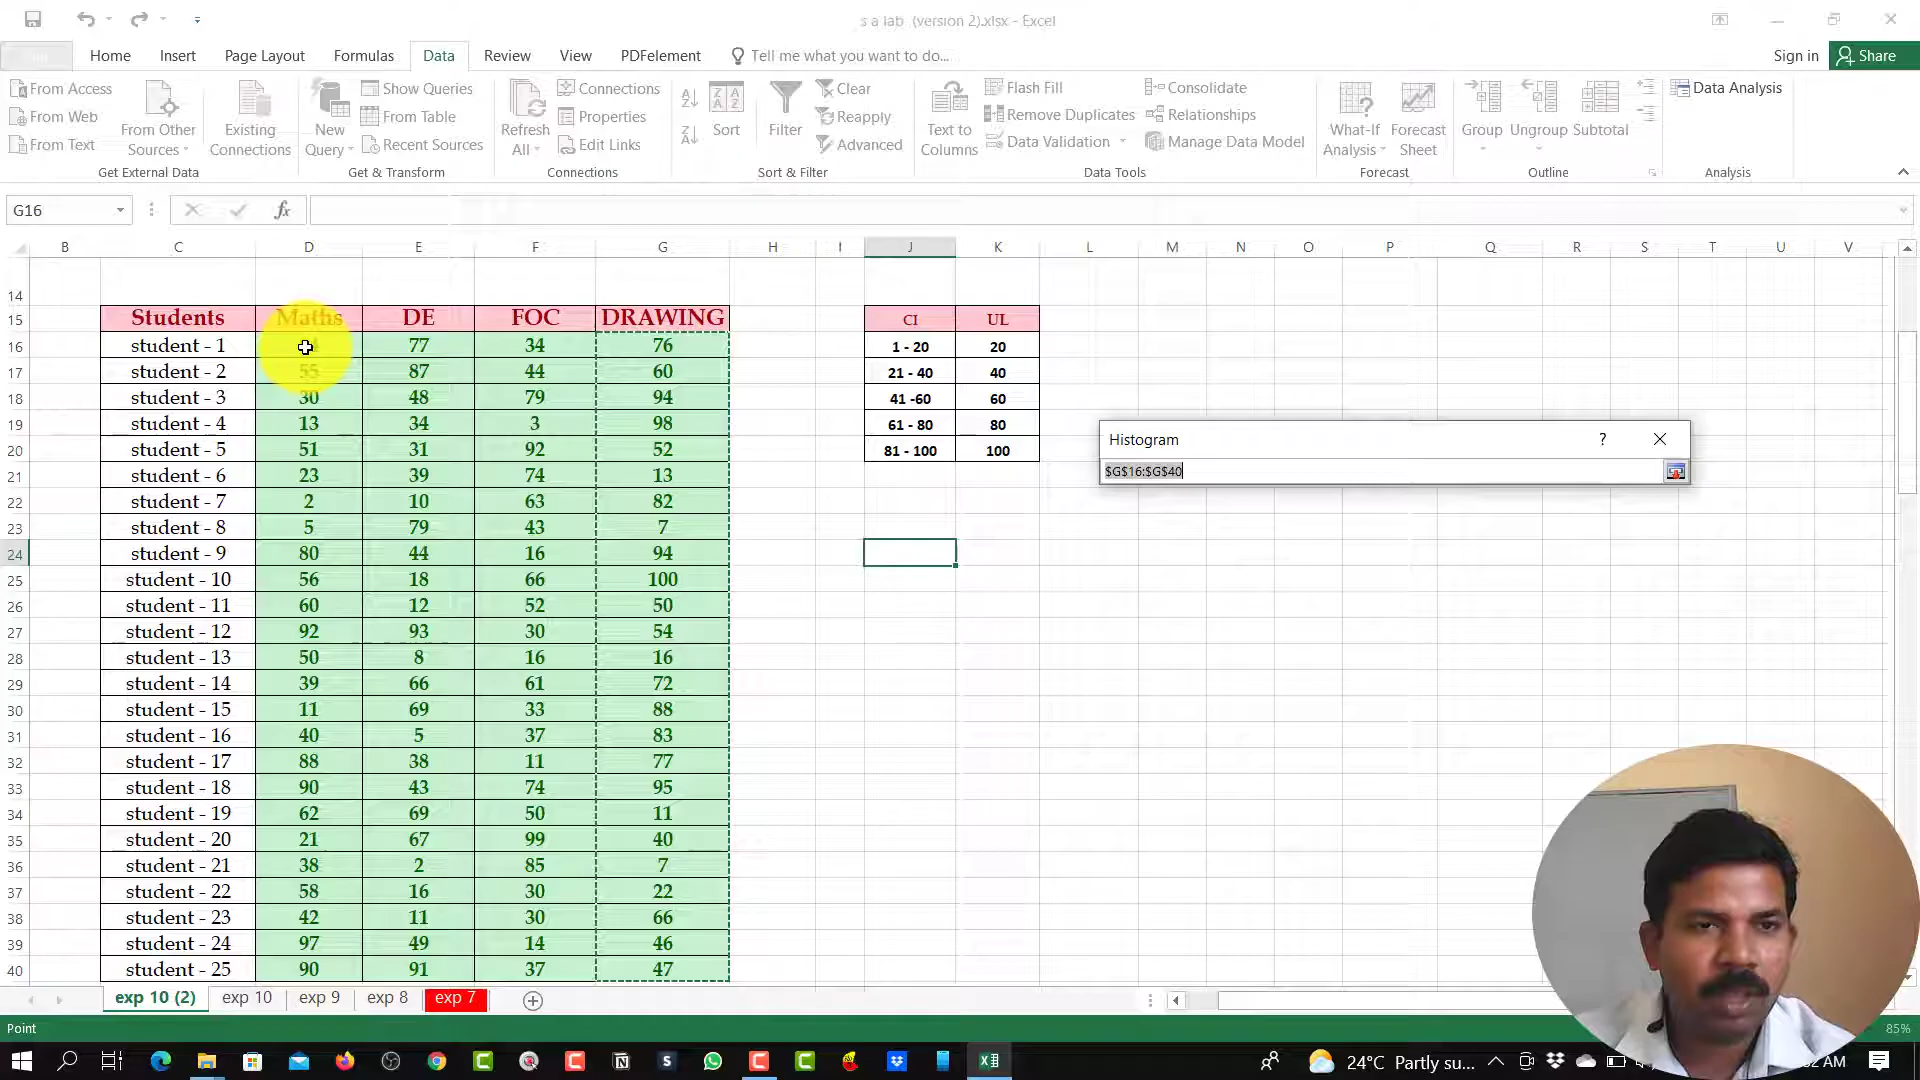 s a lab (version 2).xlsx - Excel
Home Insert Page Layout Formulas Data Review View PDFelement Tell me what you want to do... Sign in Share
From Access
From Web
From Text
From Other Sources
Existing Connections
Get External Data
New Query
Show Queries
From Table
Recent Sources
Get & Transform
Refresh All
Connections
Properties
Edit Links
Connections
Sort
Filter
Clear
Reapply
Advanced
Sort & Filter
Text to Columns
Flash Fill
Remove Duplicates
Data Validation
Consolidate
Relationships
Manage Data Model
Data Tools
What-If Analysis
Forecast Sheet
Forecast
Group
Ungroup
Subtotal
Outline
Data Analysis
Analysis
G16 fx
B C D E F G H I J K L M N O P Q R S T U V
14
15 Students Maths DE FOC DRAWING CI UL
16 student - 1 77 34 76 1 - 20 20
17 student - 2 55 87 44 60 21 - 40 40
18 student - 3 30 48 79 94 41 -60 60
19 student - 4 13 34 3 98 61 - 80 80
20 student - 5 51 31 92 52 81 - 100 100
21 student - 6 23 39 74 13
22 student - 7 2 10 63 82
23 student - 8 5 79 43 7
24 student - 9 80 44 16 94
25 student - 10 56 18 66 100
26 student - 11 60 12 52 50
27 student - 12 92 93 30 54
28 student - 13 50 8 16 16
29 student - 14 39 66 61 72
30 student - 15 11 69 33 88
31 student - 16 40 5 37 83
32 student - 17 88 38 11 77
33 student - 18 90 43 74 95
34 student - 19 62 69 50 11
35 student - 20 21 67 99 40
36 student - 21 38 2 85 7
37 student - 22 58 16 30 22
38 student - 23 42 11 30 66
39 student - 24 97 49 14 46
40 student - 25 90 91 37 47
Histogram ?
$G$16:$G$40
exp 10 (2) exp 10 exp 9 exp 8 exp 7
Point 85%
24°C Partly su... AM